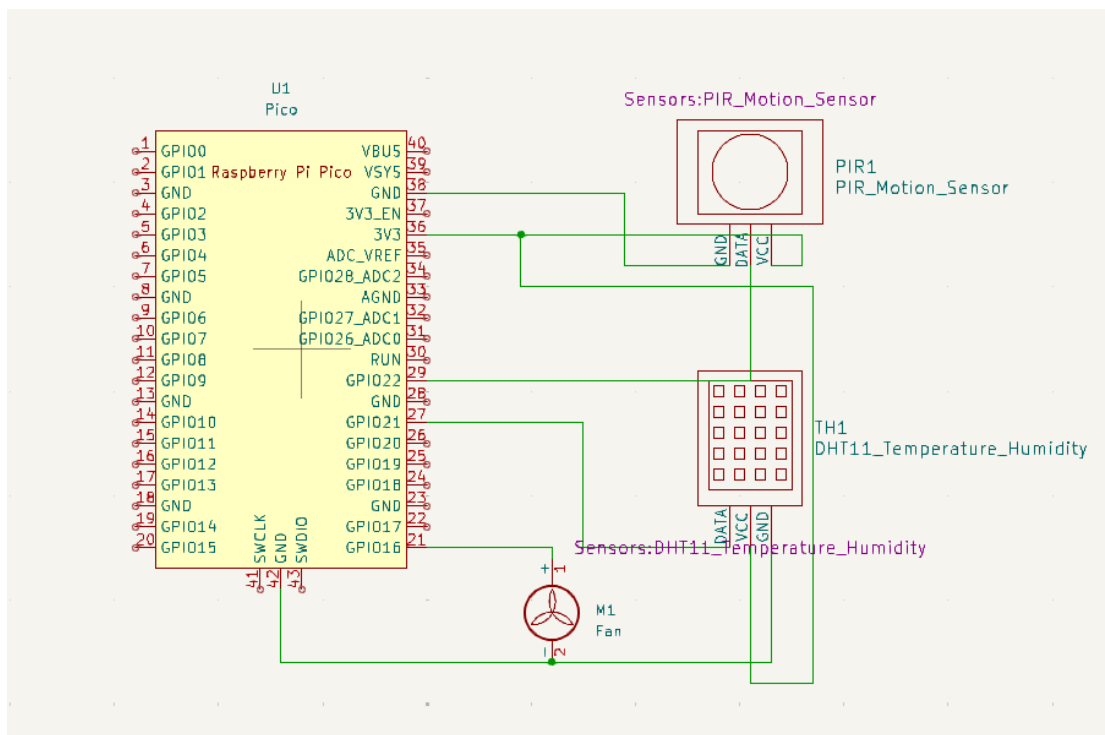 U1
Pico
Raspberry Pi Pico
1 GPIO0
2 GPIO1
3 GND
4 GPIO2
5 GPIO3
6 GPIO4
7 GPIO5
8 GND
9 GPIO6
10 GPIO7
11 GPIO8
12 GPIO9
13 GND
14 GPIO10
15 GPIO11
16 GPIO12
17 GPIO13
18 GND
19 GPIO14
20 GPIO15
41 SWCLK
42 GND
43 SWDIO
VBUS 40
VSYS 39
GND 38
3V3_EN 37
3V3 36
ADC_VREF 35
GPIO28_ADC2 34
AGND 33
GPIO27_ADC1 32
GPIO26_ADC0 31
RUN 30
GPIO22 29
GND 28
GPIO21 27
GPIO20 26
GPIO19 25
GPIO18 24
GND 23
GPIO17 22
GPIO16 21
Sensors:PIR_Motion_Sensor
PIR1
PIR_Motion_Sensor
GND
DATA
VCC
TH1
DHT11_Temperature_Humidity
DATA
VCC
GND
Sensors:DHT11_Temperature_Humidity
+ 1
M1
Fan
- 2